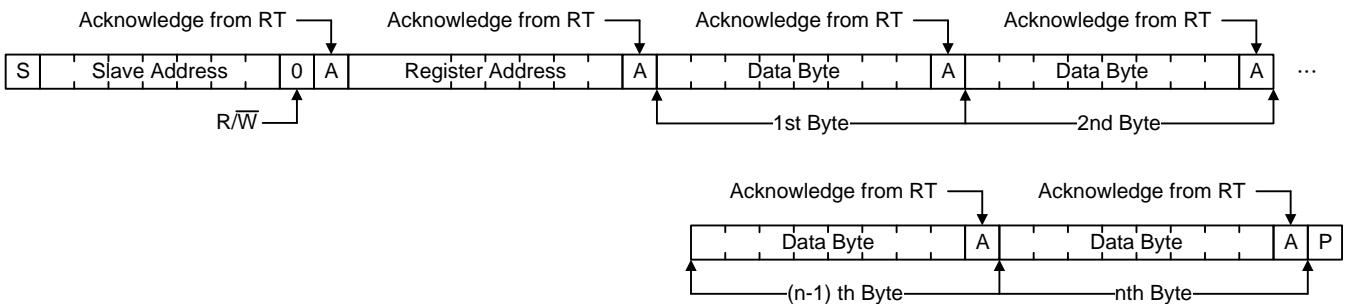 Acknowledge from RT Acknowledge from RT Acknowledge from RT Acknowledge from RT
S Slave Address 0 A Register Address A Data Byte A Data Byte A ...
R/W̅
1st Byte 2nd Byte
Acknowledge from RT Acknowledge from RT
Data Byte A Data Byte A P
(n-1) th Byte nth Byte